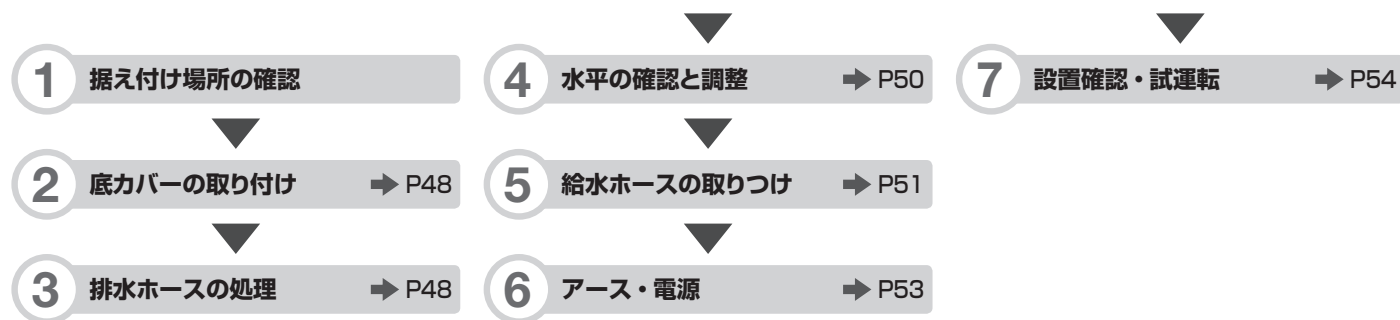 1 据え付け場所の確認
2 底カバーの取り付け ➡ P48
3 排水ホースの処理 ➡ P48
4 水平の確認と調整 ➡ P50
5 給水ホースの取りつけ ➡ P51
6 アース・電源 ➡ P53
7 設置確認・試運転 ➡ P54